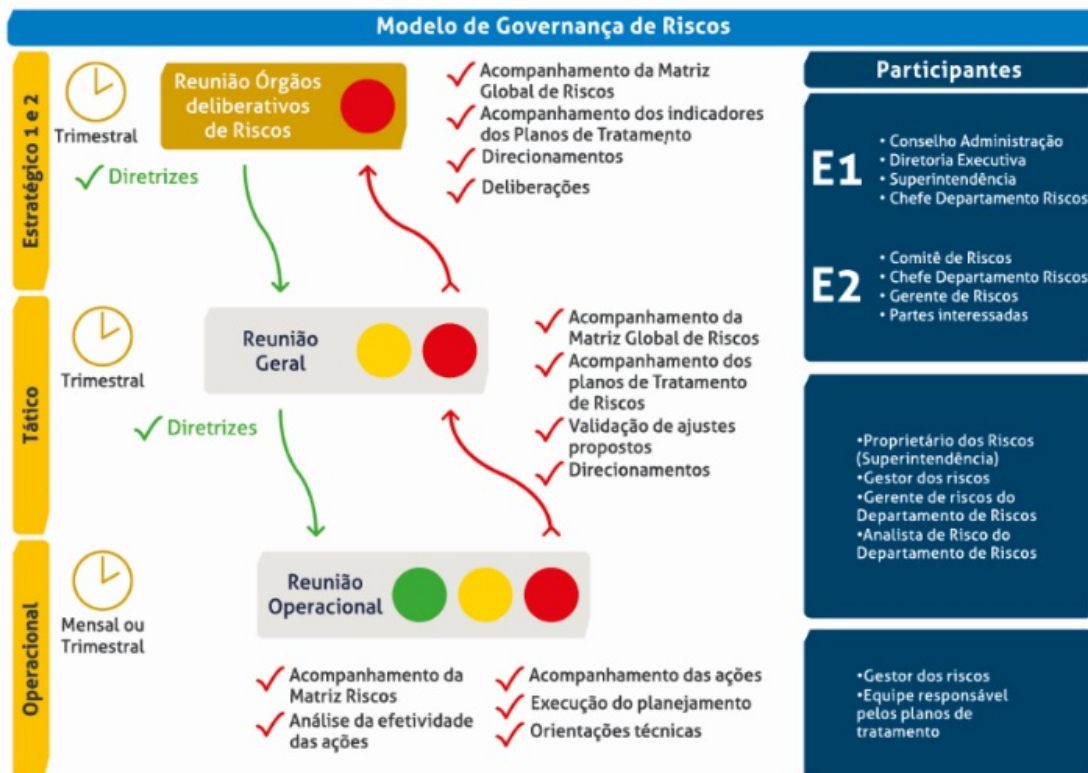 Modelo de Governança de Riscos
Estratégico 1 e 2
Trimestral
Reunião Órgãos
deliberativos
de Riscos
Diretrizes
Acompanhamento da Matriz
Global de Riscos
Acompanhamento dos indicadores
dos Planos de Tratamento
Direcionamentos
Deliberações
Tático
Trimestral
Reunião
Geral
Diretrizes
Acompanhamento da
Matriz Global de Riscos
Acompanhamento dos
planos de Tratamento
de Riscos
Validação de ajustes
propostos
Direcionamentos
Operacional
Mensal ou
Trimestral
Reunião
Operacional
Acompanhamento da
Matriz Riscos
Análise da efetividade
das ações
Acompanhamento das ações
Execução do planejamento
Orientações técnicas
Participantes
E1
• Conselho Administração
• Diretoria Executiva
• Superintendência
• Chefe Departamento Riscos
E2
• Comitê de Riscos
• Chefe Departamento Riscos
• Gerente de Riscos
• Partes interessadas
•Proprietário dos Riscos
(Superintendência)
•Gestor dos riscos
•Gerente de riscos do
Departamento de Riscos
•Analista de Risco do
Departamento de Riscos
•Gestor dos riscos
•Equipe responsável
pelos planos de
tratamento